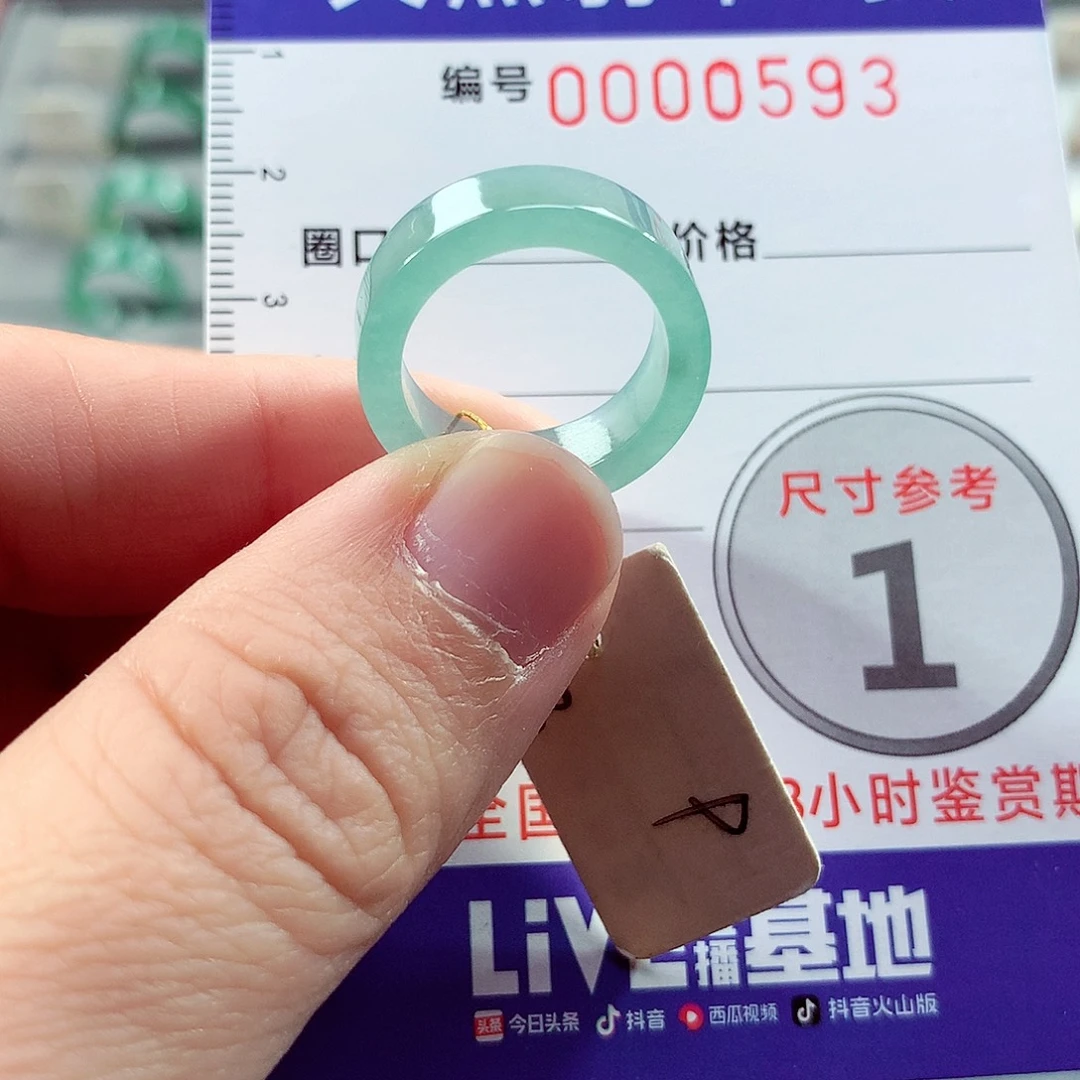 编号 0000593
1
2
3
圈口
价格
尺寸参考
1
全国
小时鉴赏期
LiVE
播基地
头条 今日头条 抖音 西瓜视频 抖音火山版